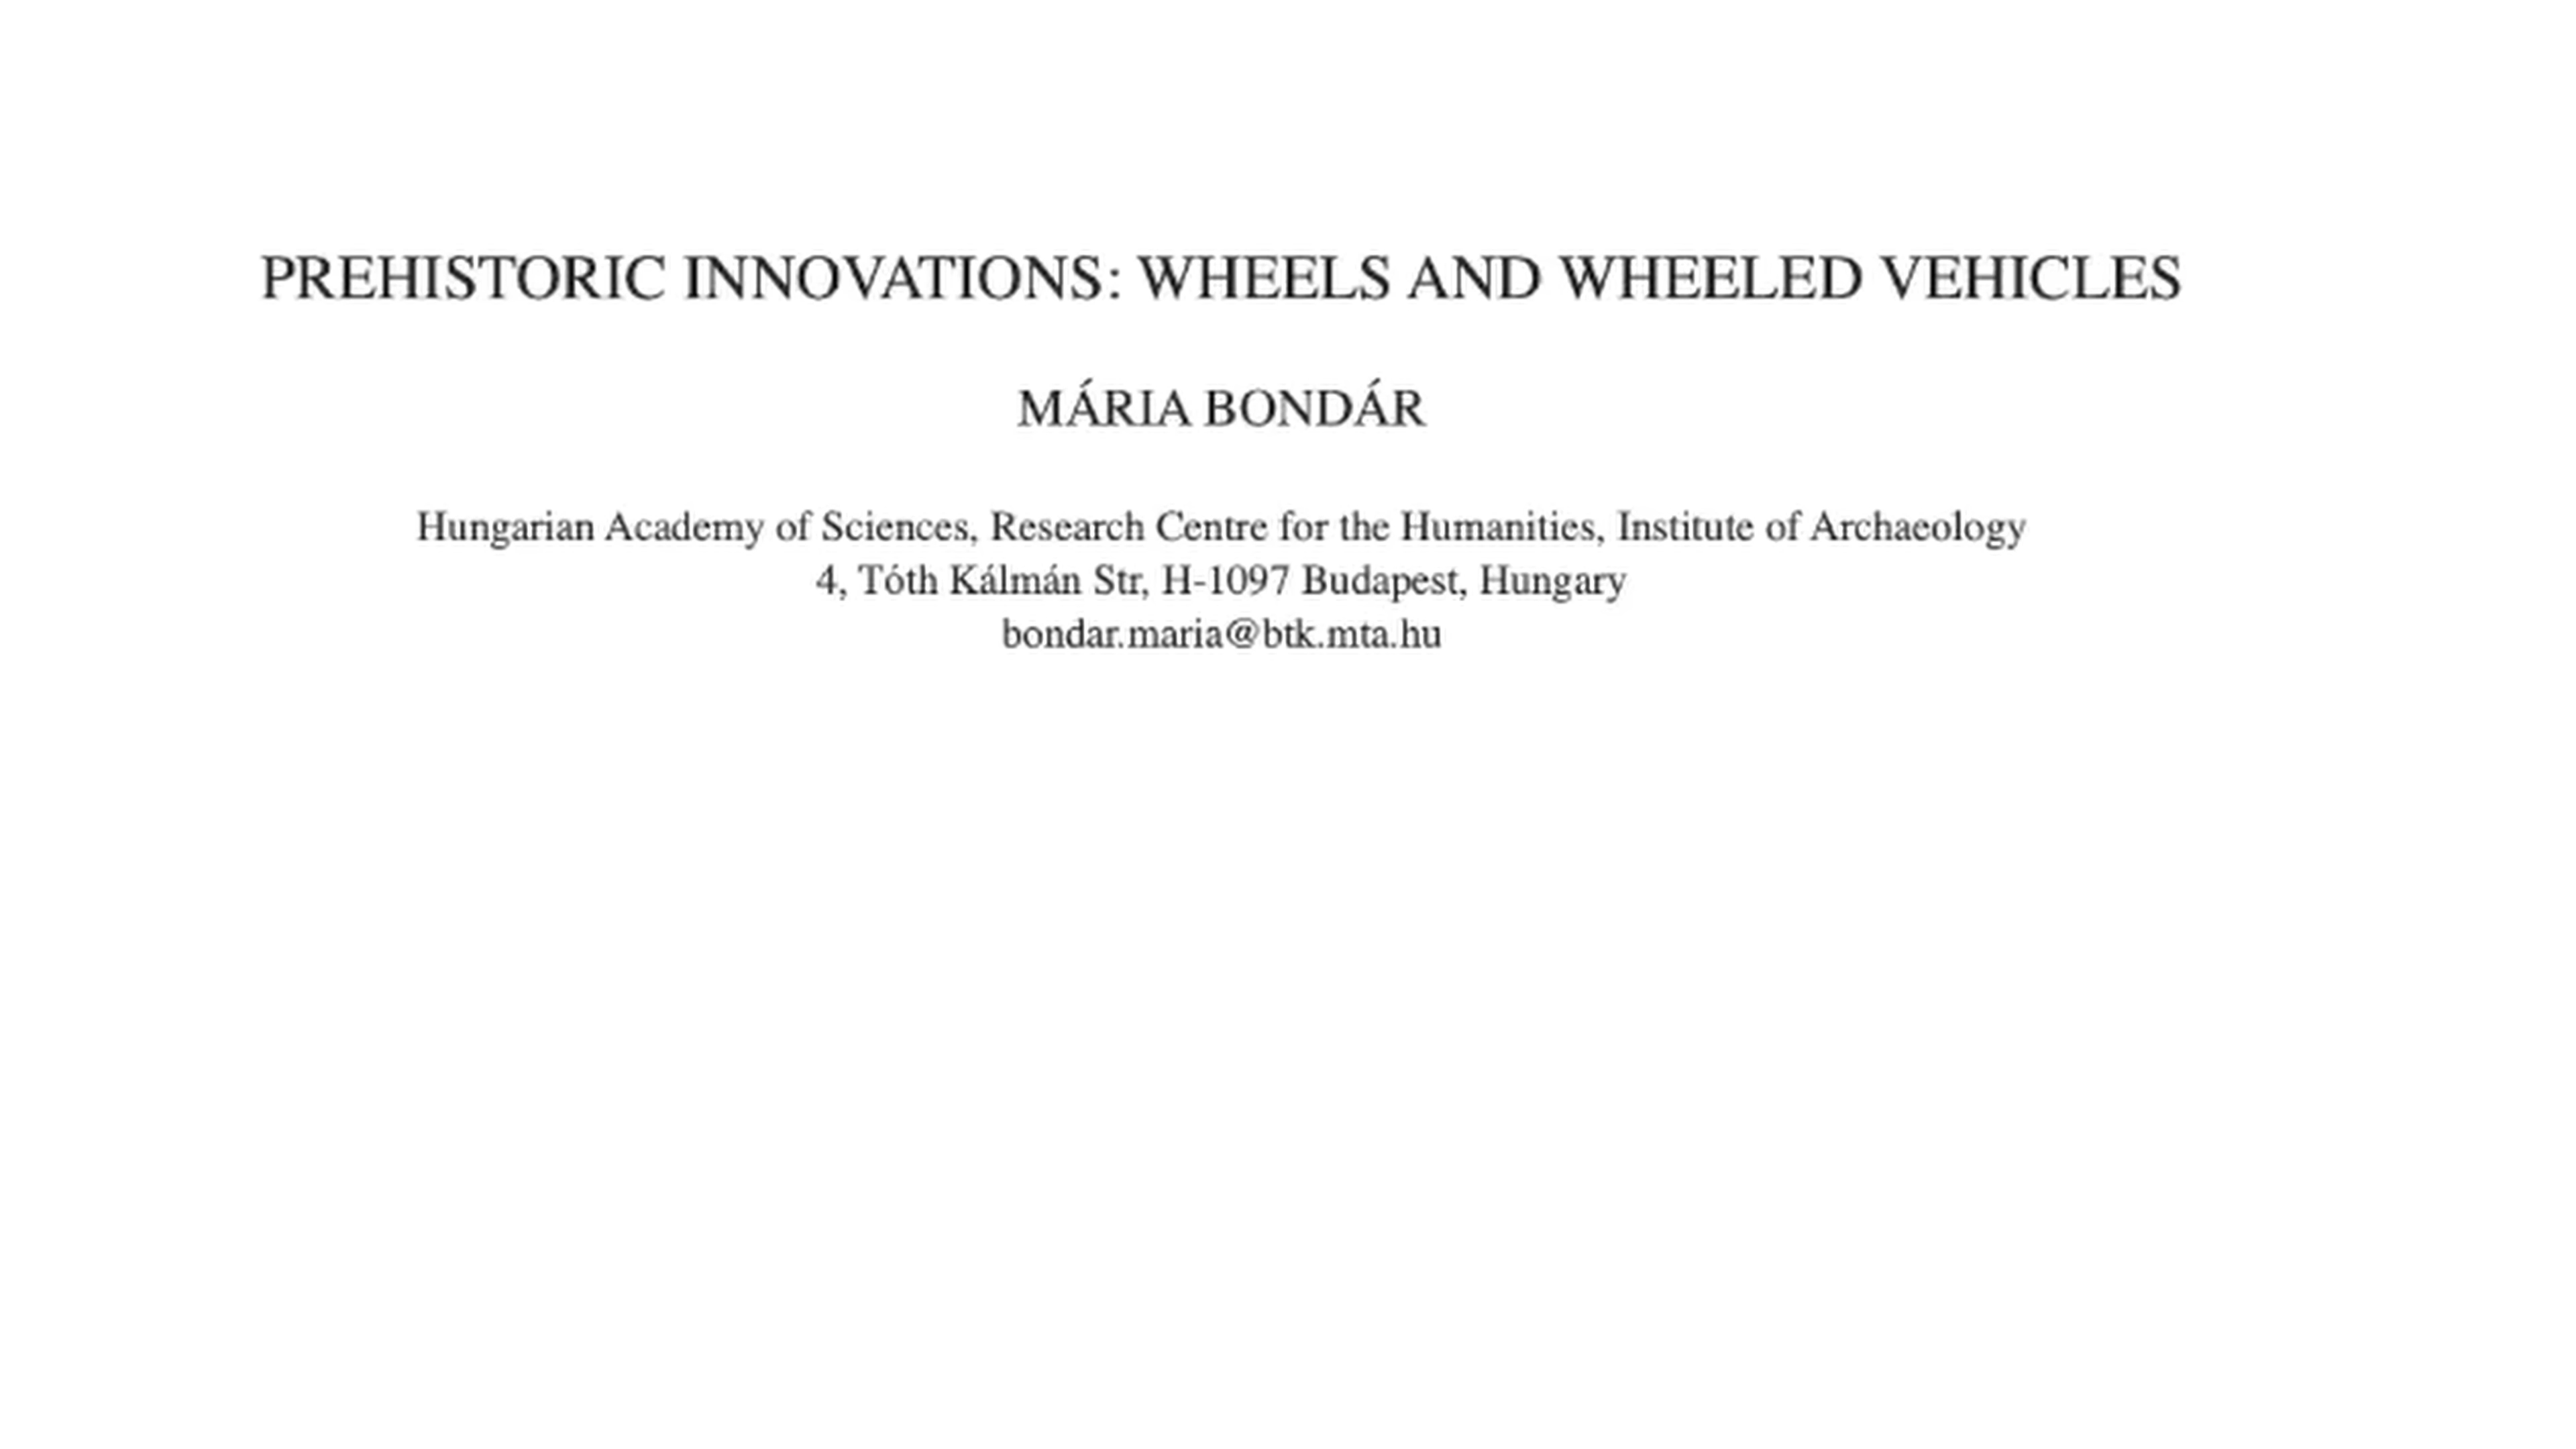 PREHISTORIC INNOVATIONS: WHEELS AND WHEELED VEHICLES
MÁRIA BONDÁR
Hungarian Academy of Sciences, Research Centre for the Humanities, Institute of Archaeology
4, Tóth Kálmán Str, H-1097 Budapest, Hungary
bondar.maria@btk.mta.hu